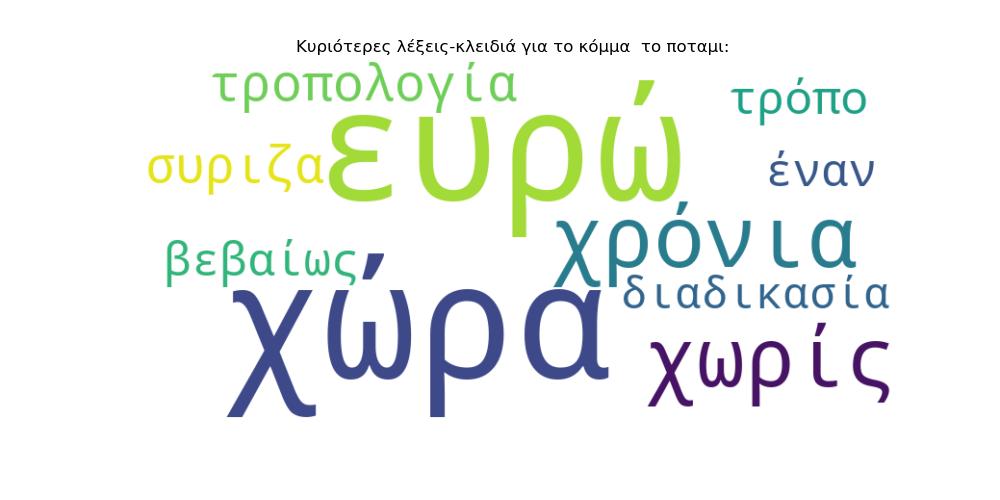 Κυριότερες λέξεις-κλειδιά για το κόμμα  το ποταμι:
τροπολογία
τρόπο
ευρώ
συριζα
έναν
χρόνια
βεβαίως
διαδικασία
χώρα
χωρίς